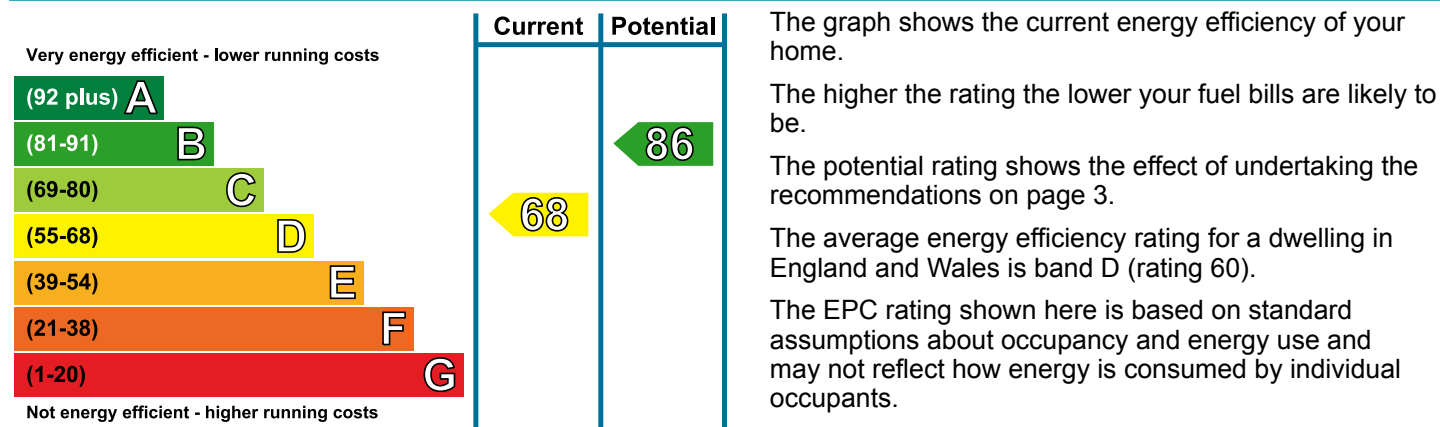 Current Potential
Very energy efficient - lower running costs
(92 plus) A
(81-91) B
86
(69-80) C
68
(55-68) D
(39-54) E
(21-38) F
(1-20) G
Not energy efficient - higher running costs
The graph shows the current energy efficiency of your
home.
The higher the rating the lower your fuel bills are likely to
be.
The potential rating shows the effect of undertaking the
recommendations on page 3.
The average energy efficiency rating for a dwelling in
England and Wales is band D (rating 60).
The EPC rating shown here is based on standard
assumptions about occupancy and energy use and
may not reflect how energy is consumed by individual
occupants.